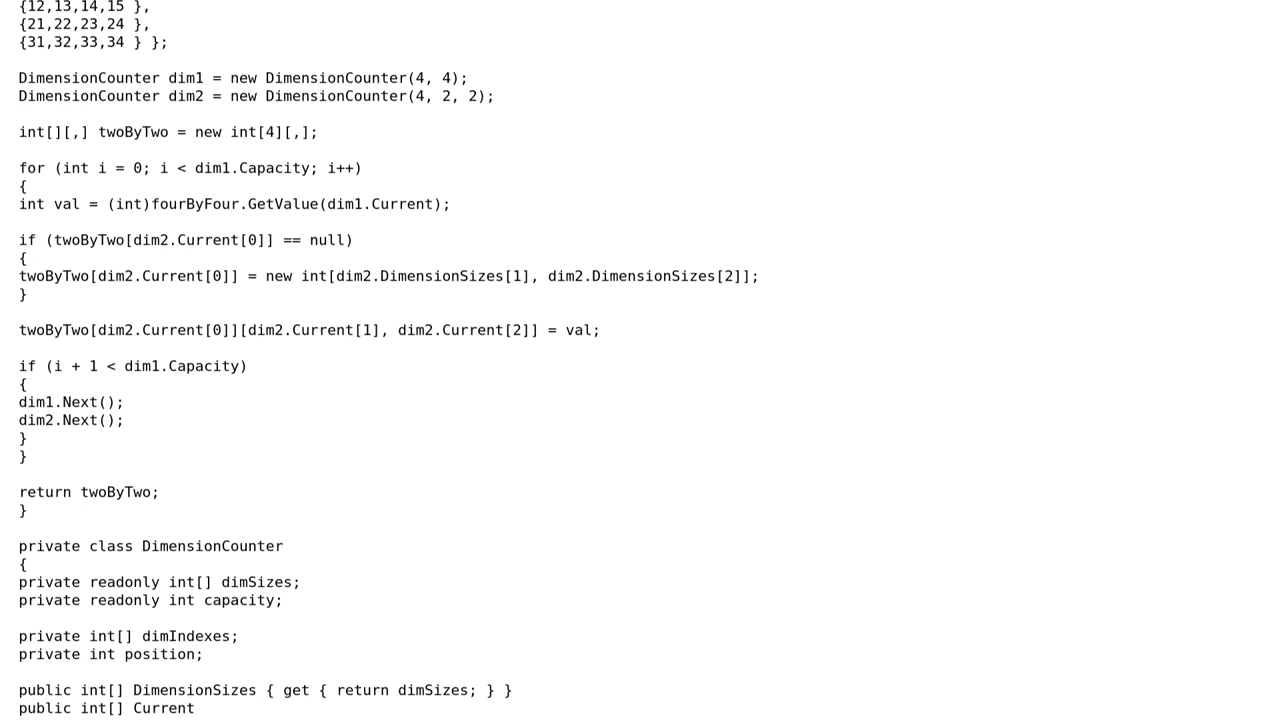 {12,13,14,15 },
{21,22,23,24 },
{31,32,33,34 } };
DimensionCounter dim1 = new DimensionCounter(4, 4);
DimensionCounter dim2 = new DimensionCounter(4, 2, 2);
int[][,] twoByTwo = new int[4][,];
for (int i = 0; i < dim1.Capacity; i++)
{
int val = (int)fourByFour.GetValue(dim1.Current);
if (twoByTwo[dim2.Current[0]] == null)
{
twoByTwo[dim2.Current[0]] = new int[dim2.DimensionSizes[1], dim2.DimensionSizes[2]];
}
twoByTwo[dim2.Current[0]][dim2.Current[1], dim2.Current[2]] = val;
if (i + 1 < dim1.Capacity)
{
dim1.Next();
dim2.Next();
}
}
return twoByTwo;
}
private class DimensionCounter
{
private readonly int[] dimSizes;
private readonly int capacity;
private int[] dimIndexes;
private int position;
public int[] DimensionSizes { get { return dimSizes; } }
public int[] Current